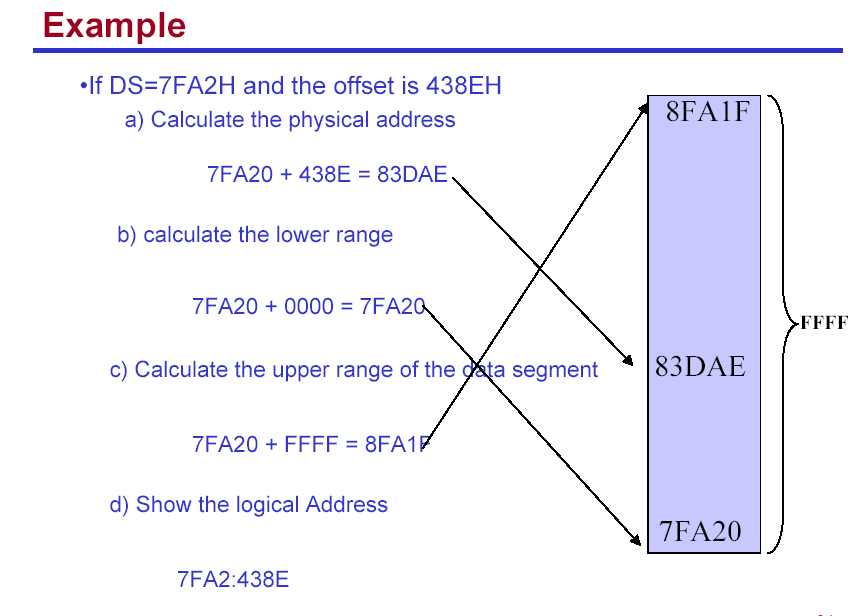 Example
•If DS=7FA2H and the offset is 438EH
a) Calculate the physical address
7FA20 + 438E = 83DAE
b) calculate the lower range
7FA20 + 0000 = 7FA20
c) Calculate the upper range of the data segment
7FA20 + FFFF = 8FA1F
d) Show the logical Address
7FA2:438E
8FA1F
83DAE
7FA20
FFFF